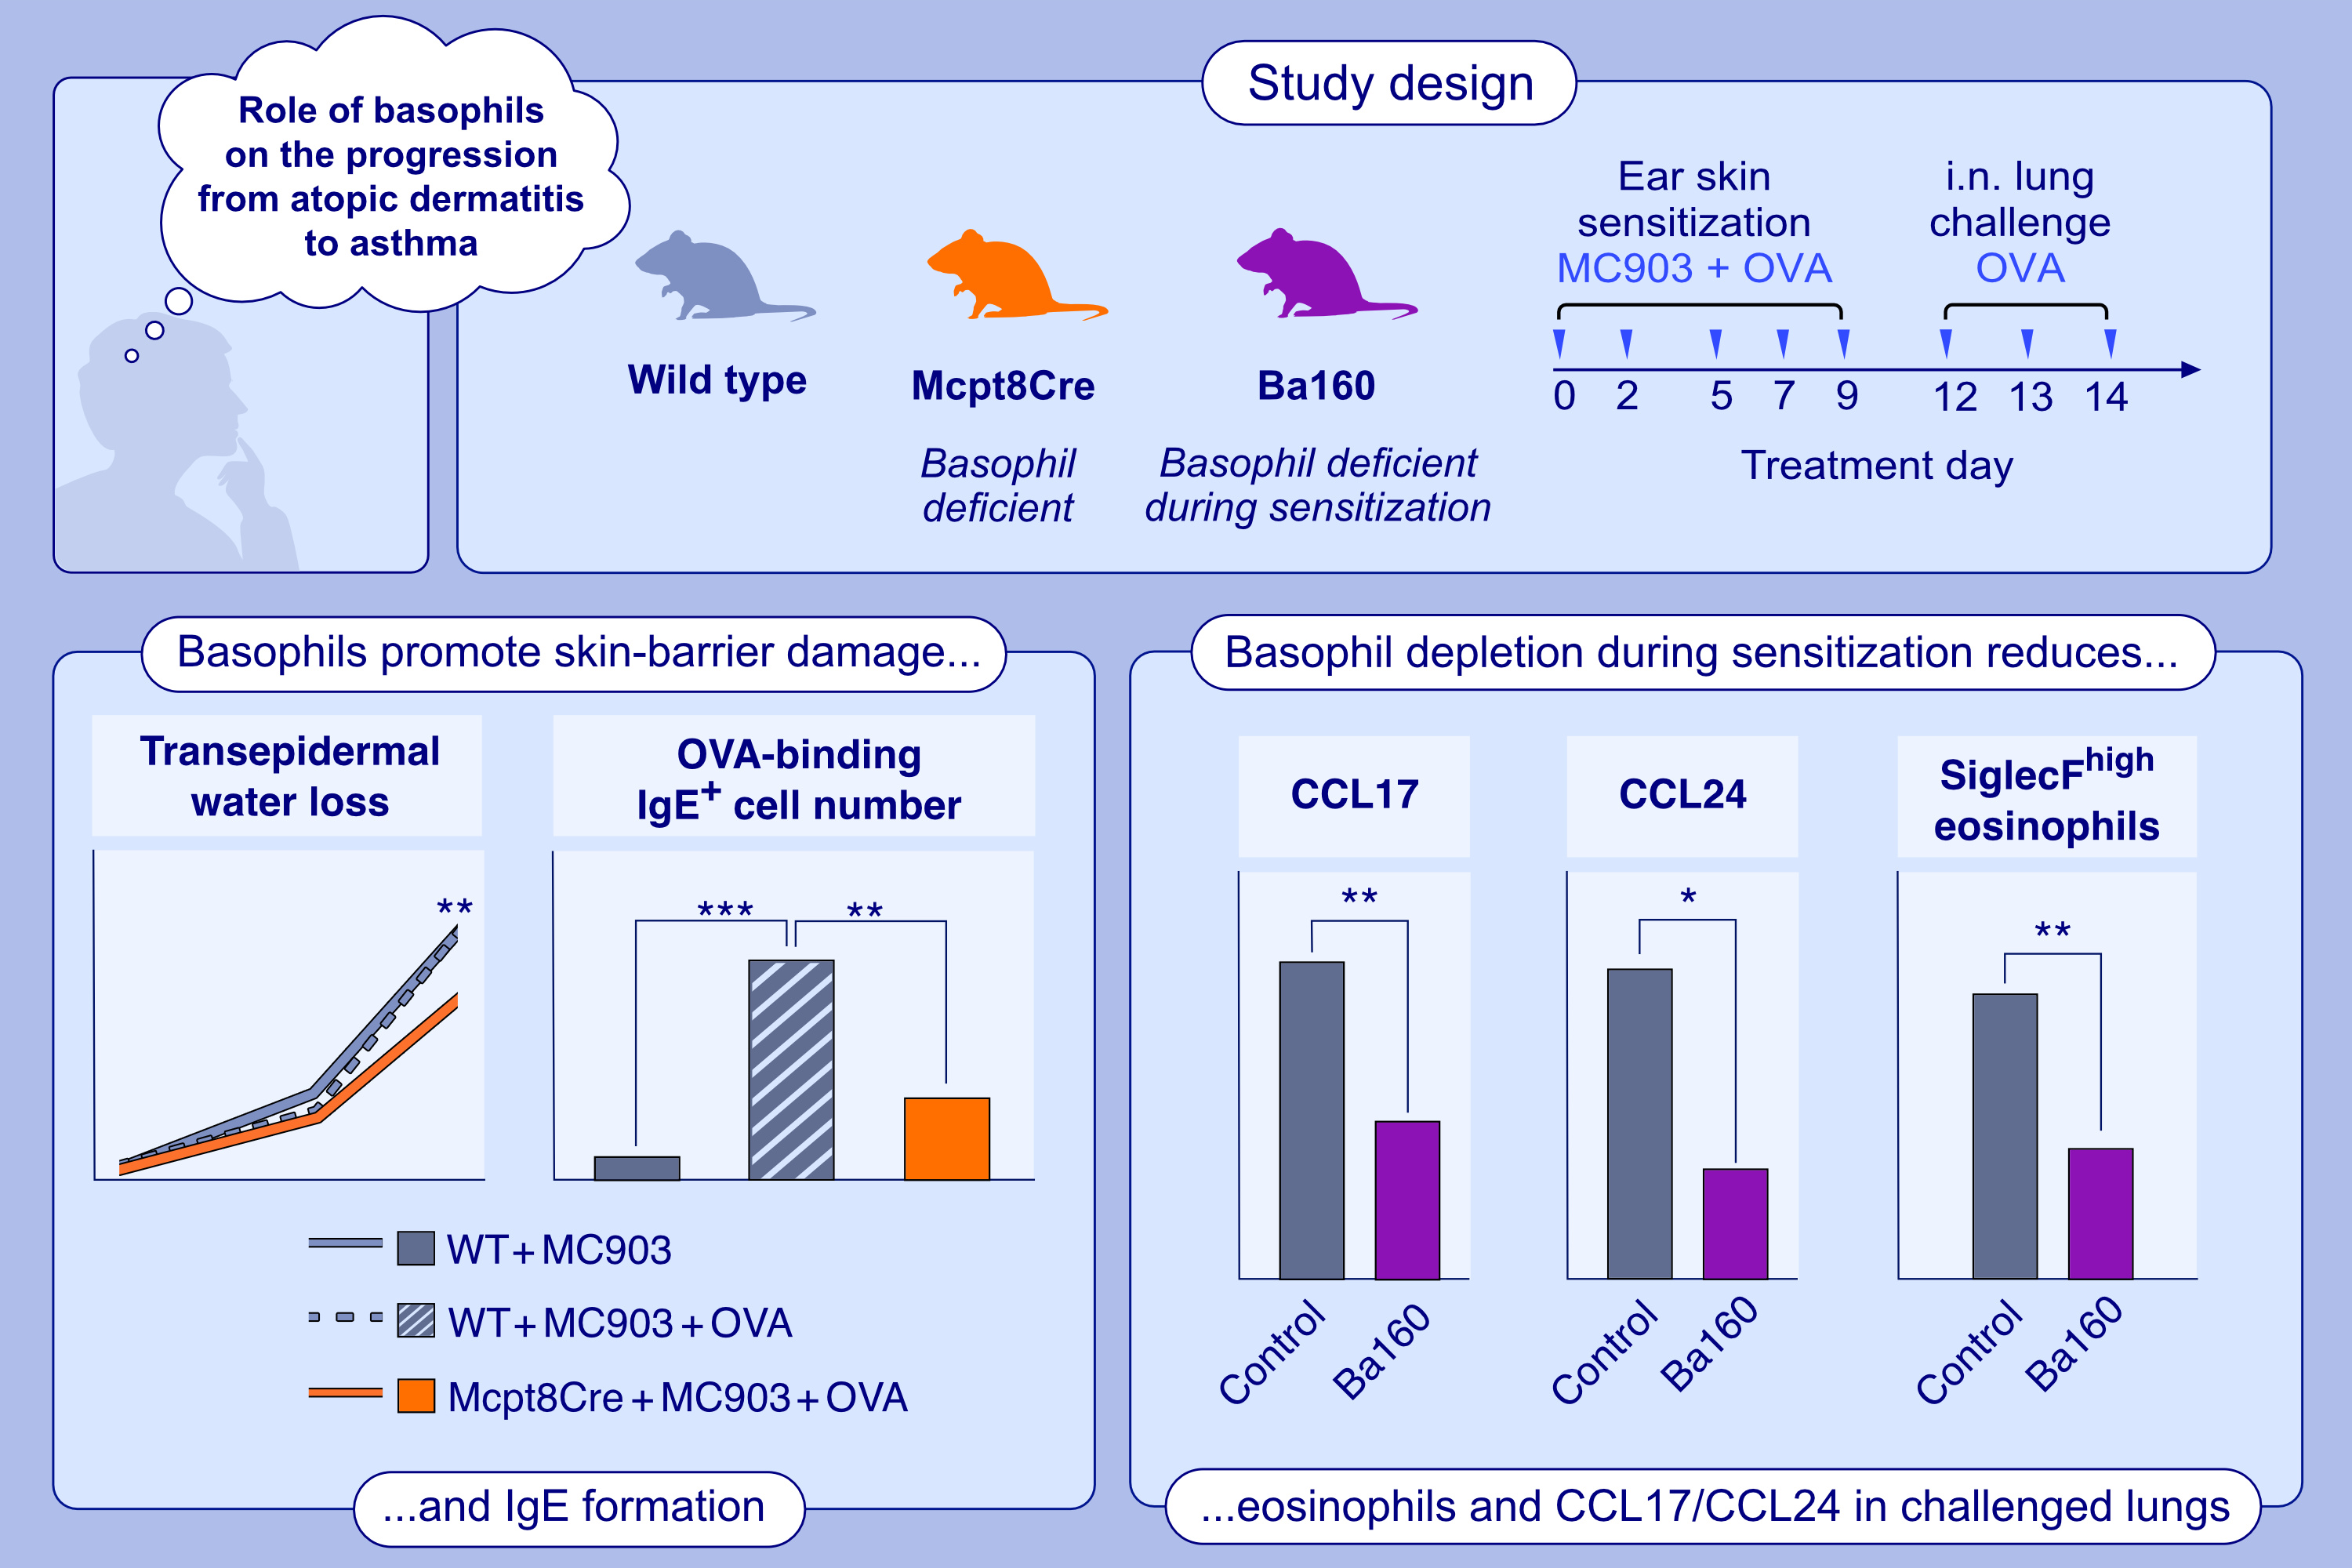 Role of basophils
on the progression
from atopic dermatitis
to asthma
Study design
Wild type
Mcpt8Cre
Basophil
deficient
Ba160
Basophil deficient
during sensitization
Ear skin
sensitization
MC903 + OVA
i.n. lung
challenge
OVA
0 2 5 7 9 12 13 14
Treatment day
Basophils promote skin-barrier damage...
Transepidermal
water loss
**
OVA-binding
IgE⁺ cell number
*** **
WT + MC903
WT + MC903 + OVA
Mcpt8Cre + MC903 + OVA
...and IgE formation
Basophil depletion during sensitization reduces...
CCL17
**
Control Ba160
CCL24
*
Control Ba160
SiglecF^high
eosinophils
**
Control Ba160
...eosinophils and CCL17/CCL24 in challenged lungs